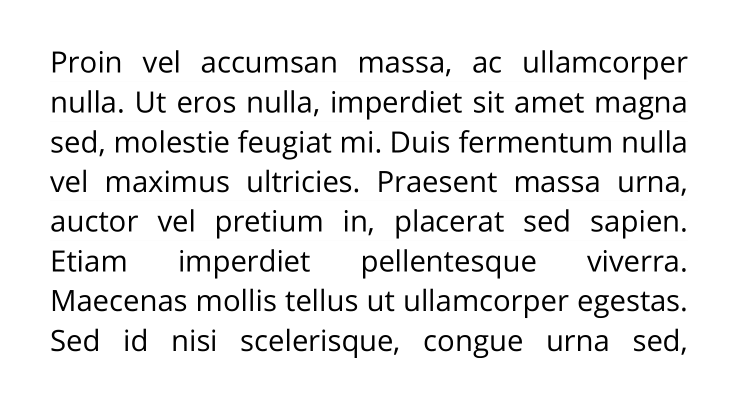 Proin vel accumsan massa, ac ullamcorper
nulla. Ut eros nulla, imperdiet sit amet magna
sed, molestie feugiat mi. Duis fermentum nulla
vel maximus ultricies. Praesent massa urna,
auctor vel pretium in, placerat sed sapien.
Etiam imperdiet pellentesque viverra.
Maecenas mollis tellus ut ullamcorper egestas.
Sed id nisi scelerisque, congue urna sed,